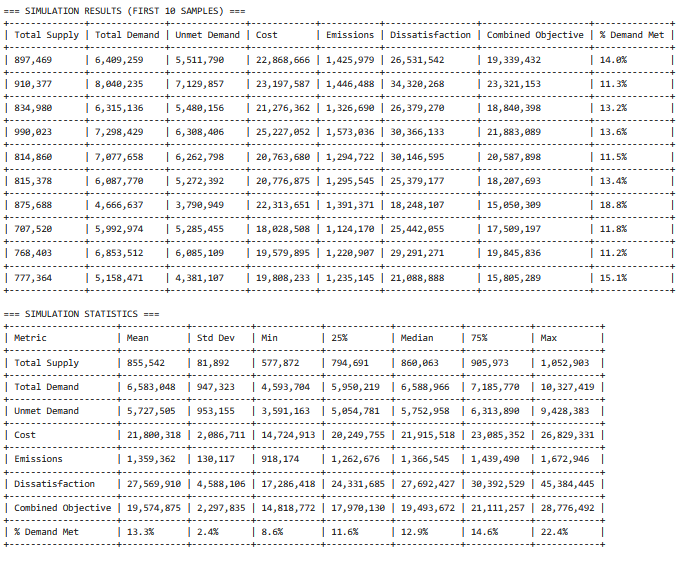 === SIMULATION RESULTS (FIRST 10 SAMPLES) ===
| Total Supply | Total Demand | Unmet Demand | Cost | Emissions | Dissatisfaction | Combined Objective | % Demand Met |
| 897,469 | 6,409,259 | 5,511,790 | 22,868,666 | 1,425,979 | 26,531,542 | 19,339,432 | 14.0% |
| 910,377 | 8,040,235 | 7,129,857 | 23,197,587 | 1,446,488 | 34,320,268 | 23,321,153 | 11.3% |
| 834,980 | 6,315,136 | 5,480,156 | 21,276,362 | 1,326,690 | 26,379,270 | 18,840,398 | 13.2% |
| 990,023 | 7,298,429 | 6,308,406 | 25,227,052 | 1,573,036 | 30,366,133 | 21,883,089 | 13.6% |
| 814,860 | 7,077,658 | 6,262,798 | 20,763,680 | 1,294,722 | 30,146,595 | 20,587,898 | 11.5% |
| 815,378 | 6,087,770 | 5,272,392 | 20,776,875 | 1,295,545 | 25,379,177 | 18,207,693 | 13.4% |
| 875,688 | 4,666,637 | 3,790,949 | 22,313,651 | 1,391,371 | 18,248,107 | 15,050,309 | 18.8% |
| 707,520 | 5,992,974 | 5,285,455 | 18,028,508 | 1,124,170 | 25,442,055 | 17,509,197 | 11.8% |
| 768,403 | 6,853,512 | 6,085,109 | 19,579,895 | 1,220,907 | 29,291,271 | 19,845,836 | 11.2% |
| 777,364 | 5,158,471 | 4,381,107 | 19,808,233 | 1,235,145 | 21,088,888 | 15,805,289 | 15.1% |
=== SIMULATION STATISTICS ===
| Metric | Mean | Std Dev | Min | 25% | Median | 75% | Max |
| Total Supply | 855,542 | 81,892 | 577,872 | 794,691 | 860,063 | 905,973 | 1,052,903 |
| Total Demand | 6,583,048 | 947,323 | 4,593,704 | 5,950,219 | 6,588,966 | 7,185,770 | 10,327,419 |
| Unmet Demand | 5,727,505 | 953,155 | 3,591,163 | 5,054,781 | 5,752,958 | 6,313,890 | 9,428,383 |
| Cost | 21,800,318 | 2,086,711 | 14,724,913 | 20,249,755 | 21,915,518 | 23,085,352 | 26,829,331 |
| Emissions | 1,359,362 | 130,117 | 918,174 | 1,262,676 | 1,366,545 | 1,439,490 | 1,672,946 |
| Dissatisfaction | 27,569,910 | 4,588,106 | 17,286,418 | 24,331,685 | 27,692,427 | 30,392,529 | 45,384,445 |
| Combined Objective | 19,574,875 | 2,297,835 | 14,818,772 | 17,970,130 | 19,493,672 | 21,111,257 | 28,776,492 |
| % Demand Met | 13.3% | 2.4% | 8.6% | 11.6% | 12.9% | 14.6% | 22.4% |